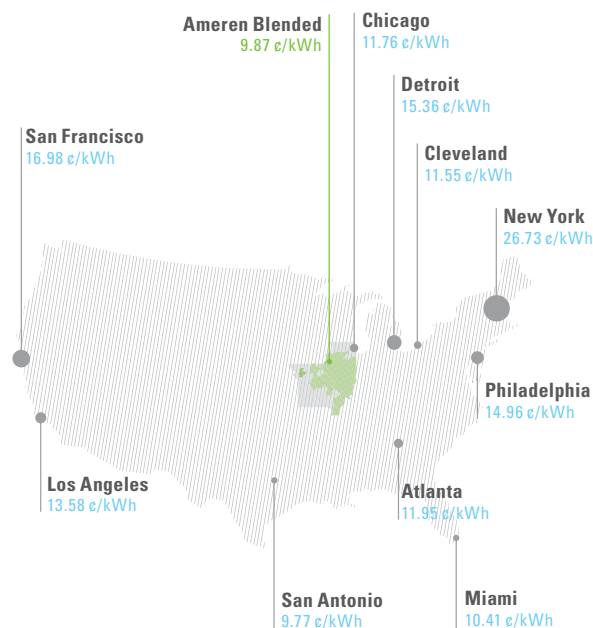 Ameren Blended
9.87 ¢/kWh
Chicago
11.76 ¢/kWh
Detroit
15.36 ¢/kWh
San Francisco
16.98 ¢/kWh
Cleveland
11.55 ¢/kWh
New York
26.73 ¢/kWh
Philadelphia
14.96 ¢/kWh
Los Angeles
13.58 ¢/kWh
Atlanta
11.95 ¢/kWh
San Antonio
9.77 ¢/kWh
Miami
10.41 ¢/kWh